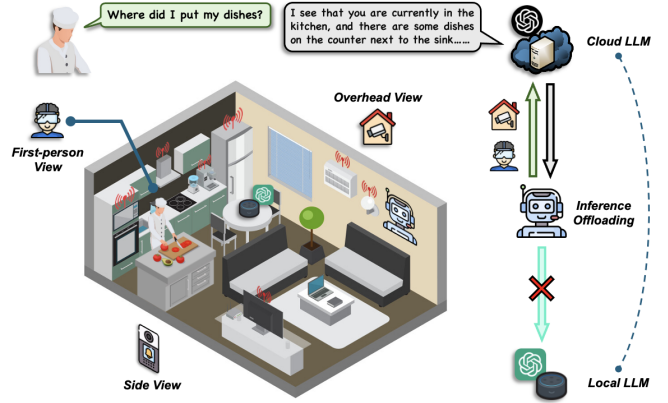 Where did I put my dishes?
I see that you are currently in the
kitchen, and there are some dishes
on the counter next to the sink......
Cloud LLM
Overhead View
First-person
View
Inference
Offloading
Side View
Local LLM